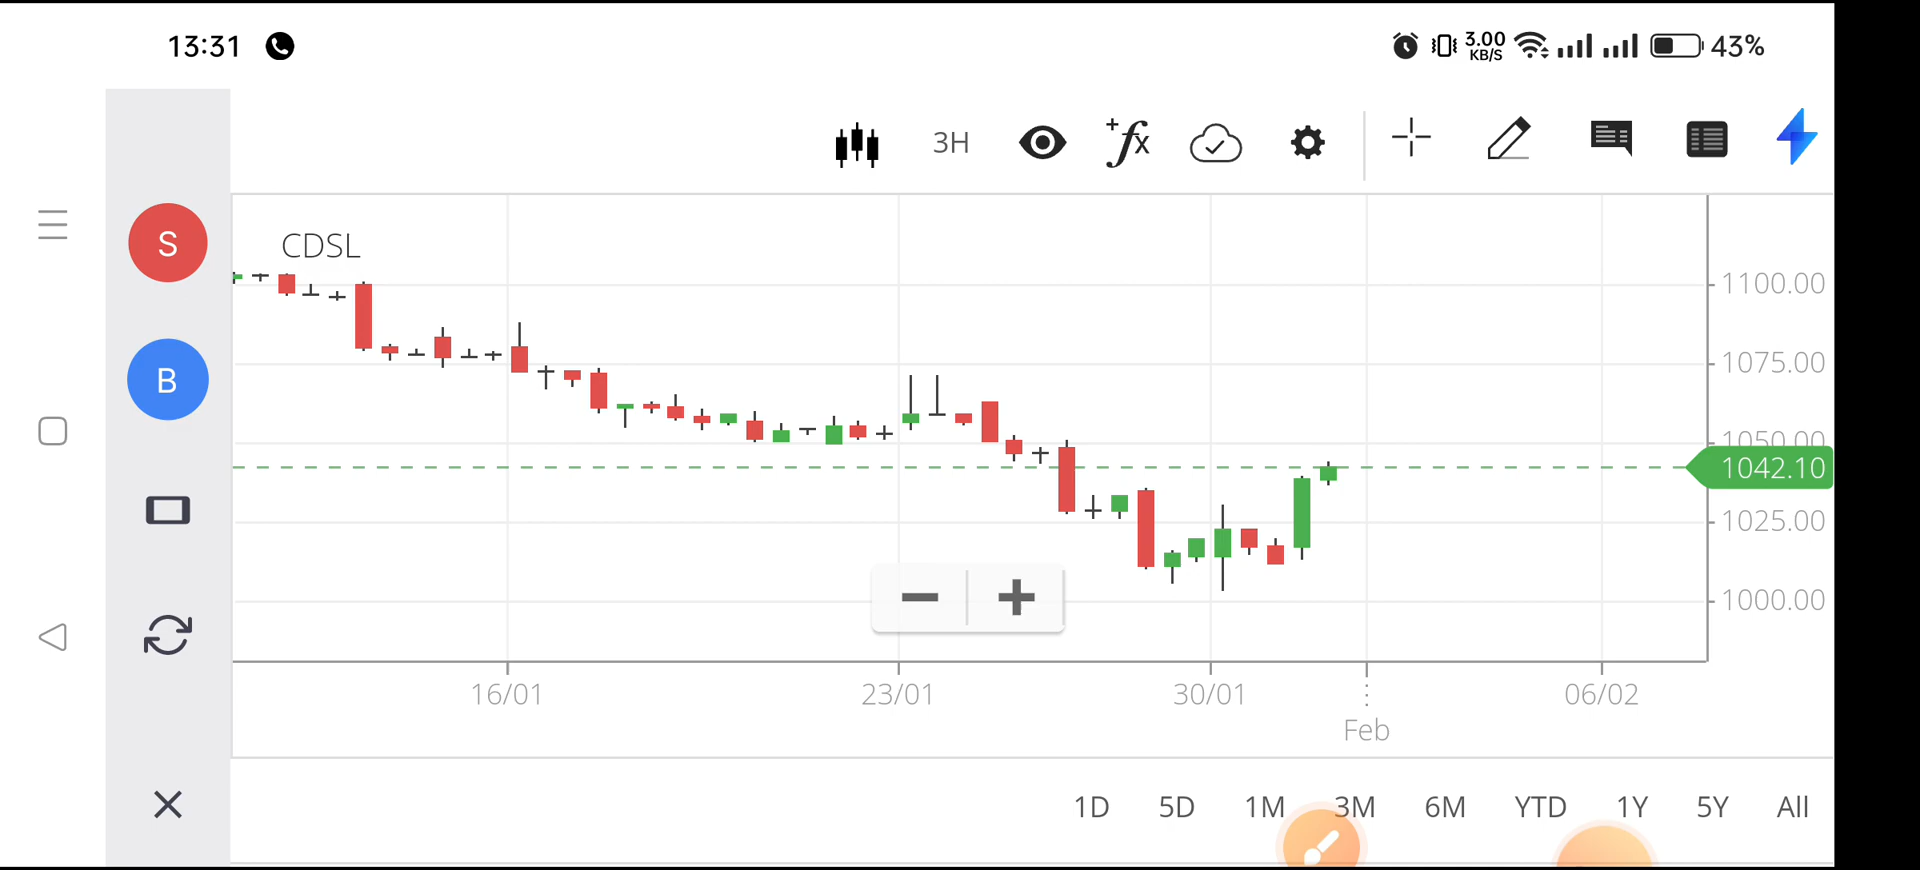 13:31
3.00
KB/S
43%
3H
+fx
S
CDSL
B
1100.00
1075.00
1050.00
1042.10
1025.00
1000.00
16/01
23/01
30/01
06/02
Feb
1D 5D 1M 3M 6M YTD 1Y 5Y All